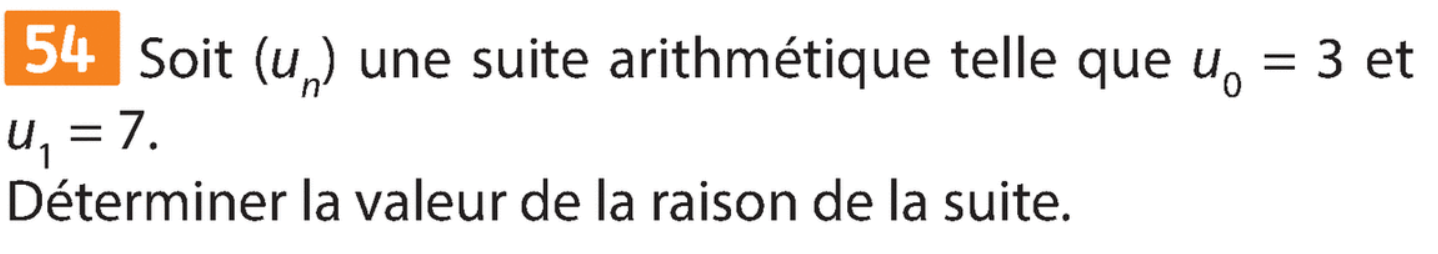 54 Soit (uₙ) une suite arithmétique telle que u₀ = 3 et
u₁ = 7.
Déterminer la valeur de la raison de la suite.